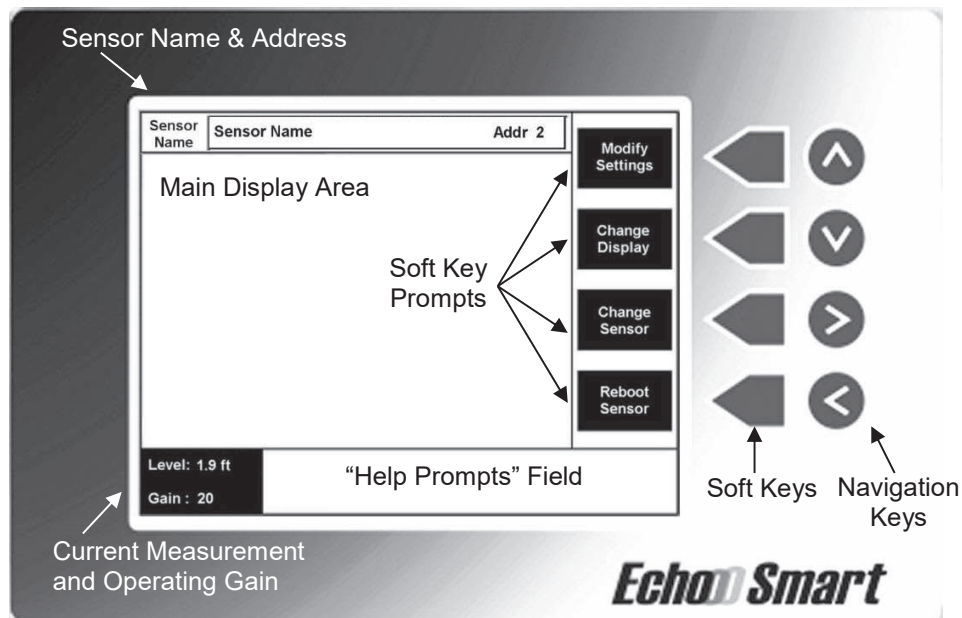 Sensor Name & Address
Sensor
Name
Sensor Name
Addr 2
Modify
Settings
Main Display Area
Change
Display
Soft Key
Prompts
Change
Sensor
Reboot
Sensor
Level: 1.9 ft
Gain : 20
“Help Prompts” Field
Soft Keys
Navigation
Keys
Current Measurement
and Operating Gain
Echo Smart